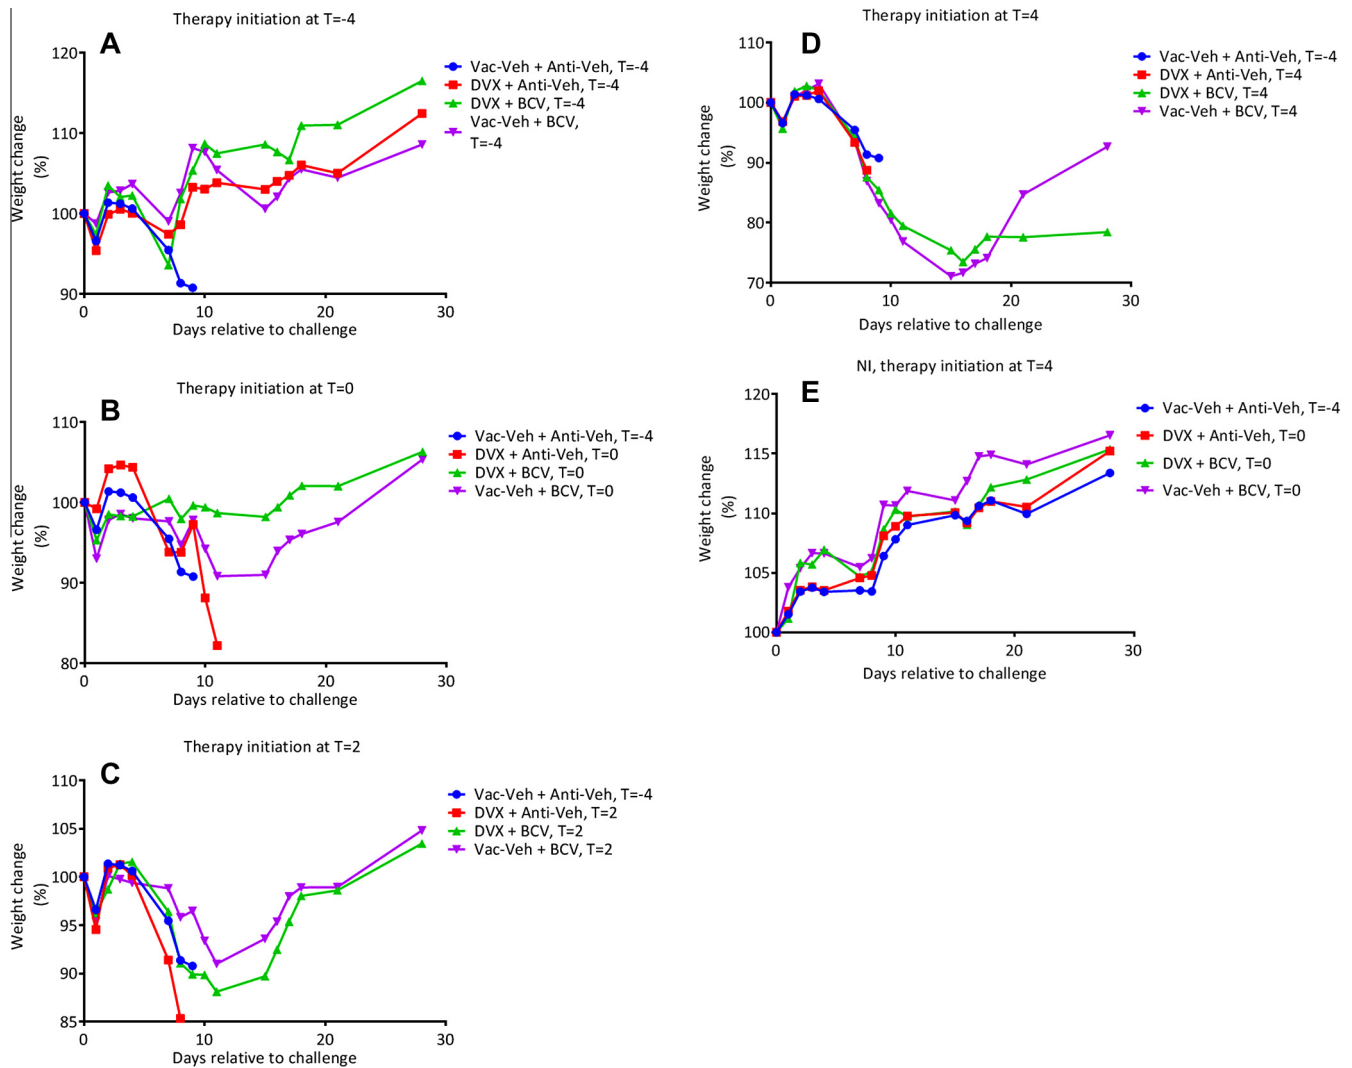 Therapy initiation at T=-4
A
120
110
100
90
Weight change
(%)
0
10
20
30
Days relative to challenge
Vac-Veh + Anti-Veh, T=-4
DVX + Anti-Veh, T=-4
DVX + BCV, T=-4
Vac-Veh + BCV,
T=-4
Therapy initiation at T=0
B
110
100
90
80
Weight change
(%)
0
10
20
30
Days relative to challenge
Vac-Veh + Anti-Veh, T=-4
DVX + Anti-Veh, T=0
DVX + BCV, T=0
Vac-Veh + BCV, T=0
Therapy initiation at T=2
C
110
105
100
95
90
85
Weight change
(%)
0
10
20
30
Days relative to challenge
Vac-Veh + Anti-Veh, T=-4
DVX + Anti-Veh, T=2
DVX + BCV, T=2
Vac-Veh + BCV, T=2
Therapy initiation at T=4
D
110
100
90
80
70
Weight change
(%)
0
10
20
30
Days relative to challenge
Vac-Veh + Anti-Veh, T=-4
DVX + Anti-Veh, T=4
DVX + BCV, T=4
Vac-Veh + BCV, T=4
NI, therapy initiation at T=4
E
120
115
110
105
100
Weight change
(%)
0
10
20
30
Days relative to challenge
Vac-Veh + Anti-Veh, T=-4
DVX + Anti-Veh, T=0
DVX + BCV, T=0
Vac-Veh + BCV, T=0